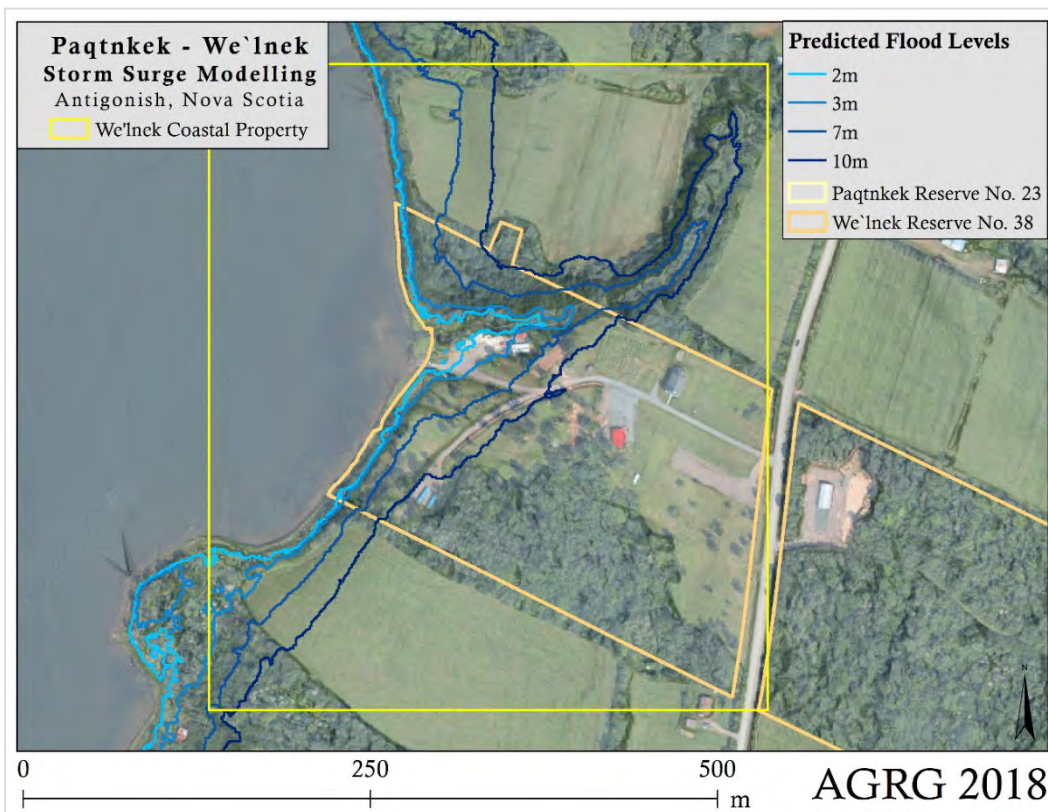 Paqtnkek - We`lnek
Storm Surge Modelling
Antigonish, Nova Scotia
We'lnek Coastal Property
Predicted Flood Levels
2m
3m
7m
10m
Paqtnkek Reserve No. 23
We`lnek Reserve No. 38
N
0 250 500
m
AGRG 2018